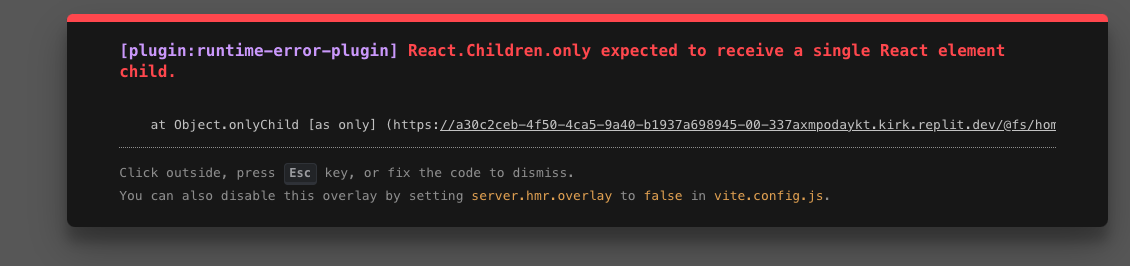 [plugin:runtime-error-plugin] React.Children.only expected to receive a single React element
child.
at Object.onlyChild [as only] (https://a30c2ceb-4f50-4ca5-9a40-b1937a698945-00-337axmpodaykt.kirk.replit.dev/@fs/hom
Click outside, press Esc key, or fix the code to dismiss.
You can also disable this overlay by setting server.hmr.overlay to false in vite.config.js.